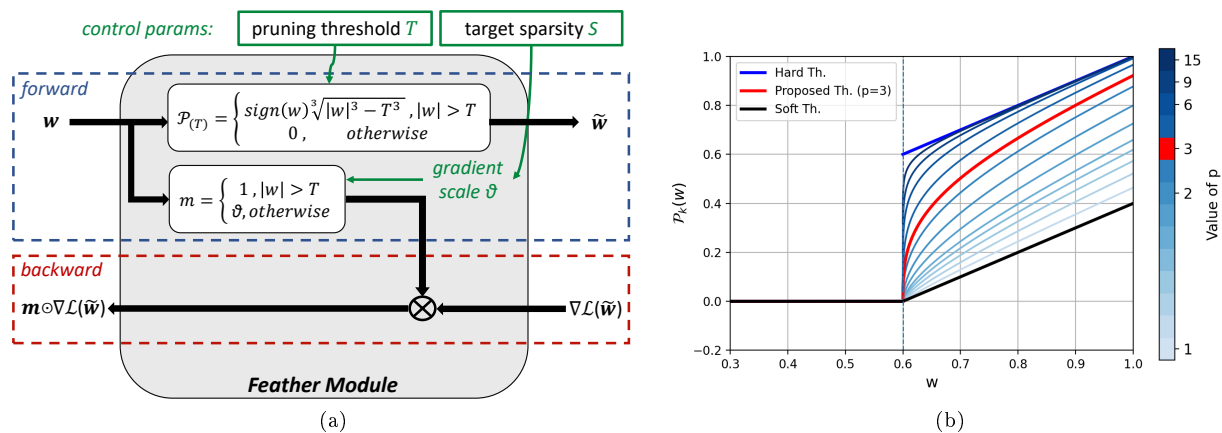 control params:
pruning threshold T
target sparsity S
forward
w
𝒫(T) = { sign(w) ∛(|w|³ − T³) , |w| > T
0 , otherwise
w̃
m = { 1 , |w| > T
ϑ, otherwise
gradient
scale ϑ
backward
m⊙∇ℒ(w̃)
⊗
∇ℒ(w̃)
Feather Module
(a)
Hard Th.
Proposed Th. (p=3)
Soft Th.
1.0
0.8
0.6
0.4
0.2
0.0
−0.2
𝒫k(w)
0.3
0.4
0.5
0.6
0.7
0.8
0.9
1.0
w
15
9
6
3
2
1
Value of p
(b)